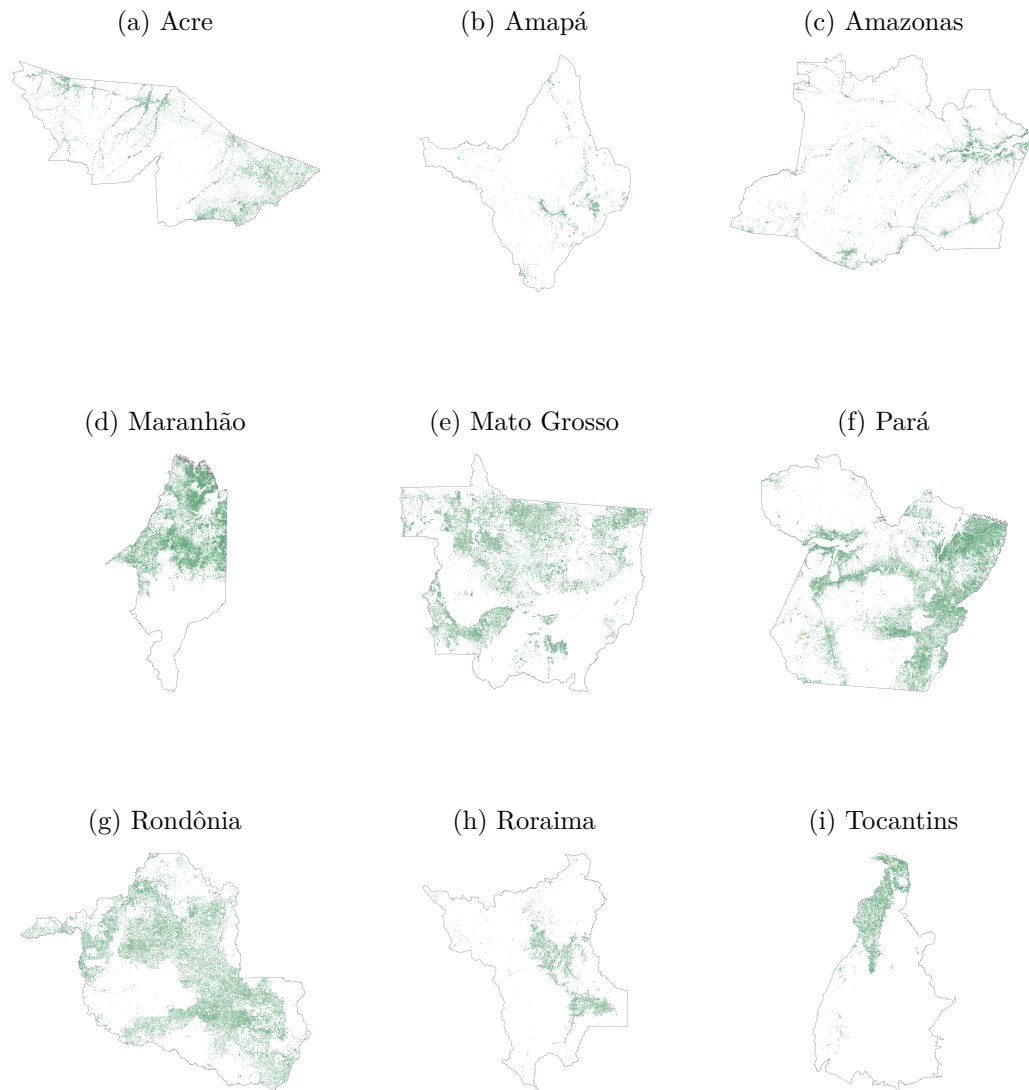 (a) Acre
(b) Amapá
(c) Amazonas
(d) Maranhão
(e) Mato Grosso
(f) Pará
(g) Rondônia
(h) Roraima
(i) Tocantins